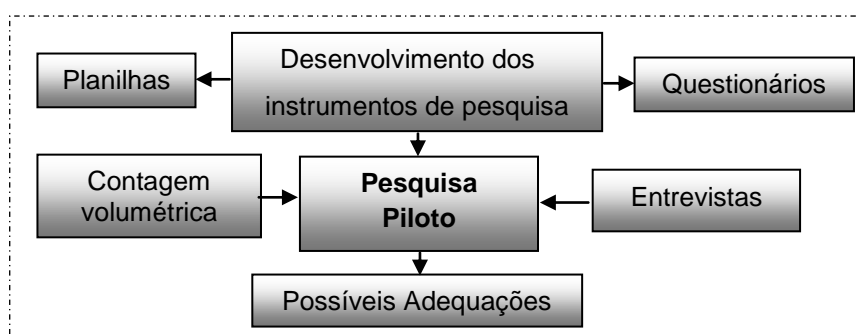 Planilhas
Desenvolvimento dos
instrumentos de pesquisa
Questionários
Contagem
volumétrica
Pesquisa
Piloto
Entrevistas
Possíveis Adequações